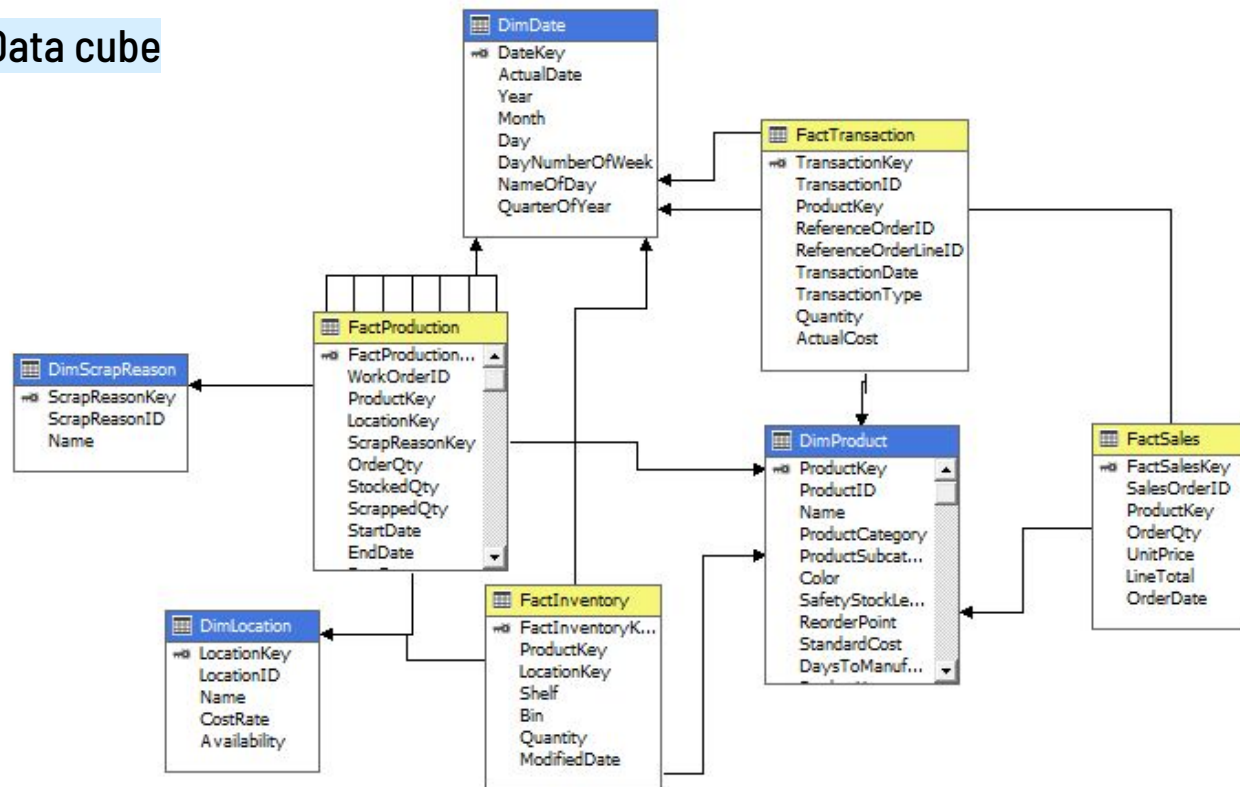 Data cube
DimDate
DateKey
ActualDate
Year
Month
Day
DayNumberOfWeek
NameOfDay
QuarterOfYear
FactTransaction
TransactionKey
TransactionID
ProductKey
ReferenceOrderID
ReferenceOrderLineID
TransactionDate
TransactionType
Quantity
ActualCost
FactProduction
FactProduction...
WorkOrderID
ProductKey
LocationKey
ScrapReasonKey
OrderQty
StockedQty
ScrappedQty
StartDate
EndDate
DimScrapReason
ScrapReasonKey
ScrapReasonID
Name
DimProduct
ProductKey
ProductID
Name
ProductCategory
ProductSubcat...
Color
SafetyStockLe...
ReorderPoint
StandardCost
DaysToManuf...
FactSales
FactSalesKey
SalesOrderID
ProductKey
OrderQty
UnitPrice
LineTotal
OrderDate
DimLocation
LocationKey
LocationID
Name
CostRate
Availability
FactInventory
FactInventoryK...
ProductKey
LocationKey
Shelf
Bin
Quantity
ModifiedDate